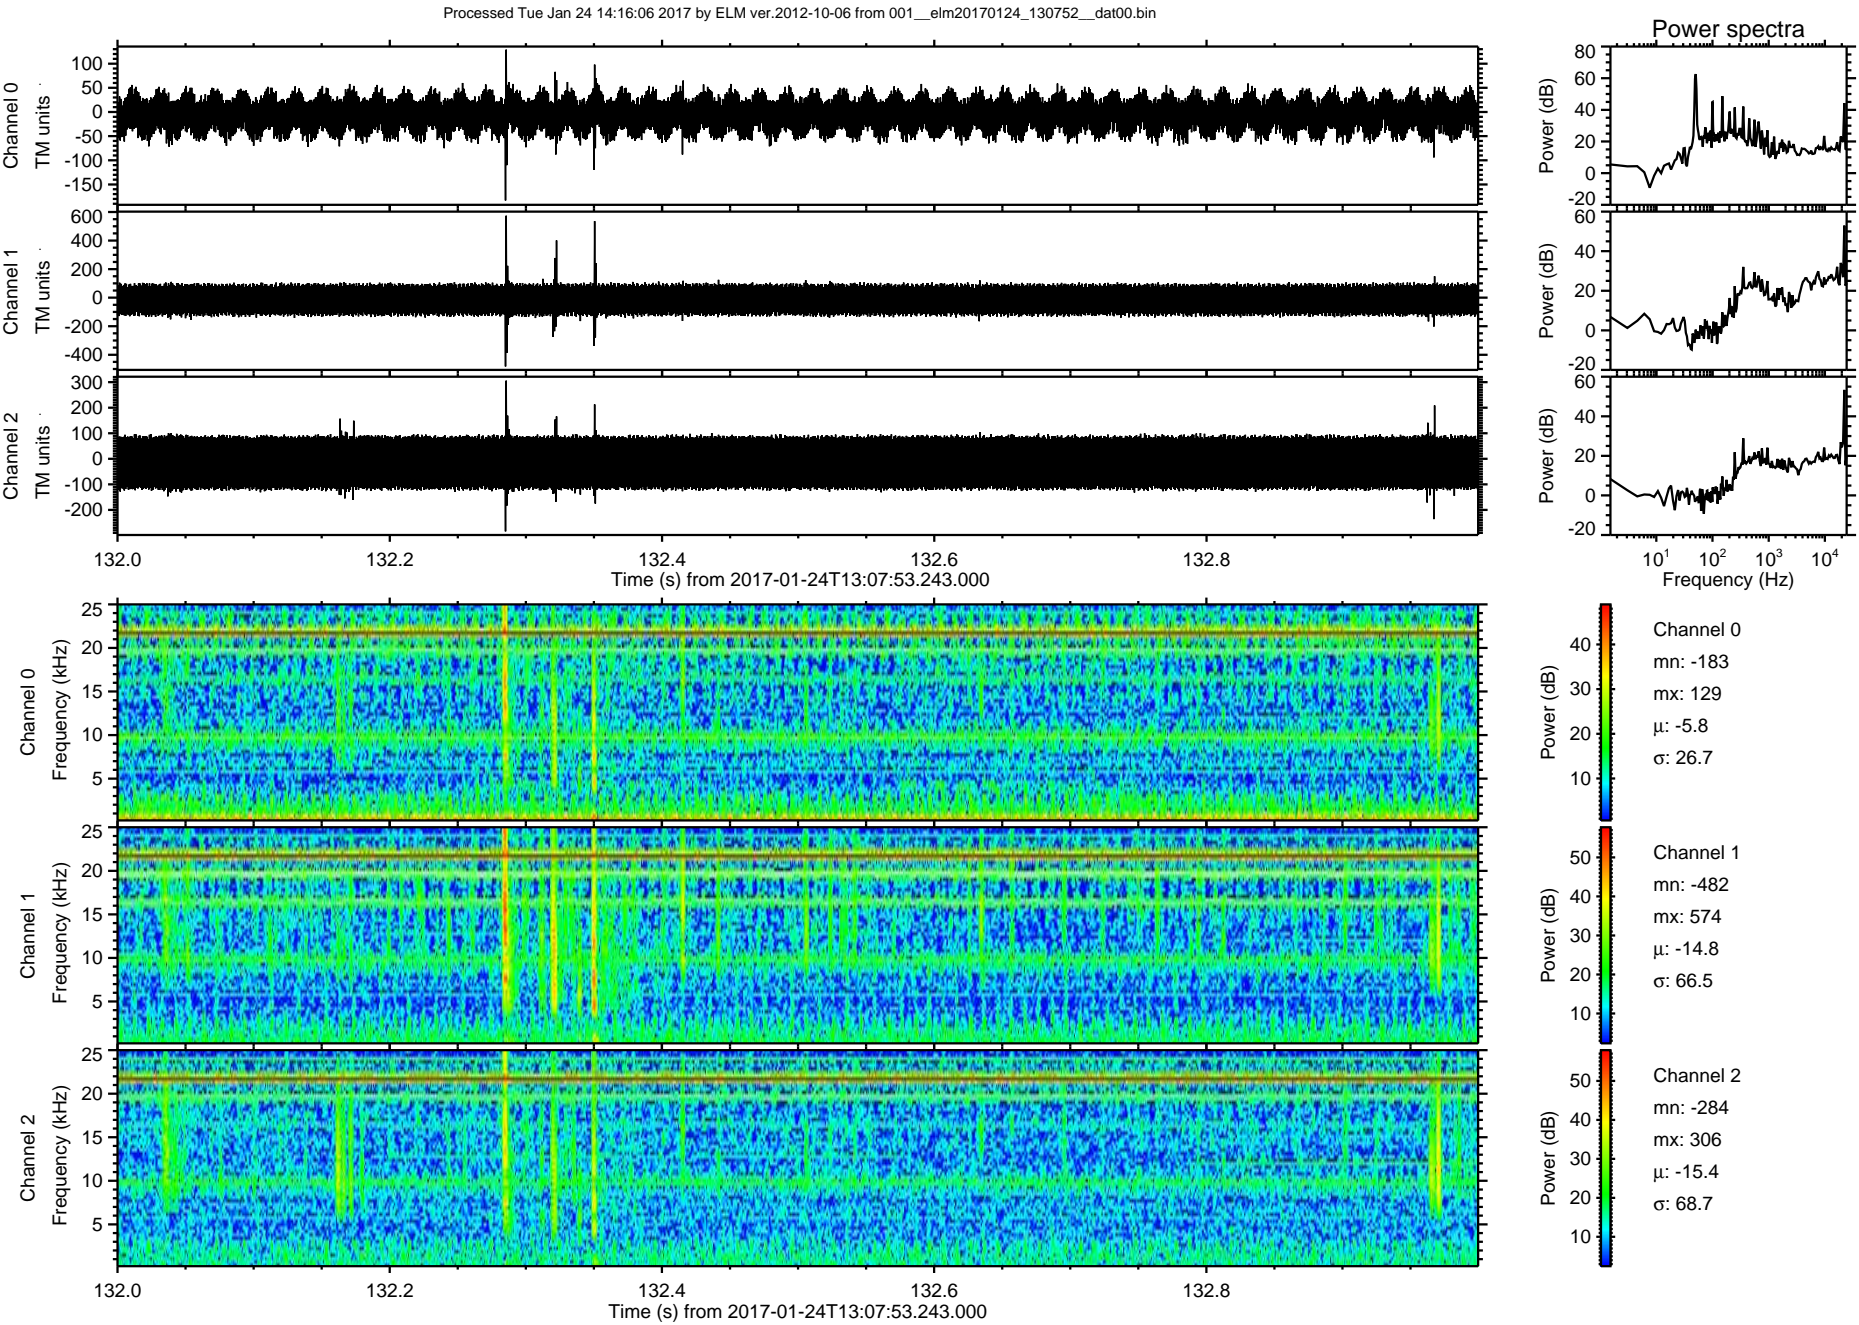 Processed Tue Jan 24 14:16:06 2017 by ELM ver.2012-10-06 from 001__elm20170124_130752__dat00.bin
Power spectra
Channel 0
TM units
100
50
0
-50
-100
-150
Power (dB)
80
60
40
20
0
-20
Channel 1
TM units
600
400
200
0
-200
-400
Power (dB)
60
40
20
0
-20
Channel 2
TM units
300
200
100
0
-100
-200
Power (dB)
60
40
20
0
-20
132.0 132.2 132.4 132.6 132.8
Time (s) from 2017-01-24T13:07:53.243.000
10^1 10^2 10^3 10^4
Frequency (Hz)
Channel 0
Frequency (kHz)
25
20
15
10
5
Power (dB)
40
30
20
10
Channel 0
mn: -183
mx: 129
μ: -5.8
σ: 26.7
Channel 1
Frequency (kHz)
25
20
15
10
5
Power (dB)
50
40
30
20
10
Channel 1
mn: -482
mx: 574
μ: -14.8
σ: 66.5
Channel 2
Frequency (kHz)
25
20
15
10
5
Power (dB)
50
40
30
20
10
Channel 2
mn: -284
mx: 306
μ: -15.4
σ: 68.7
132.0 132.2 132.4 132.6 132.8
Time (s) from 2017-01-24T13:07:53.243.000